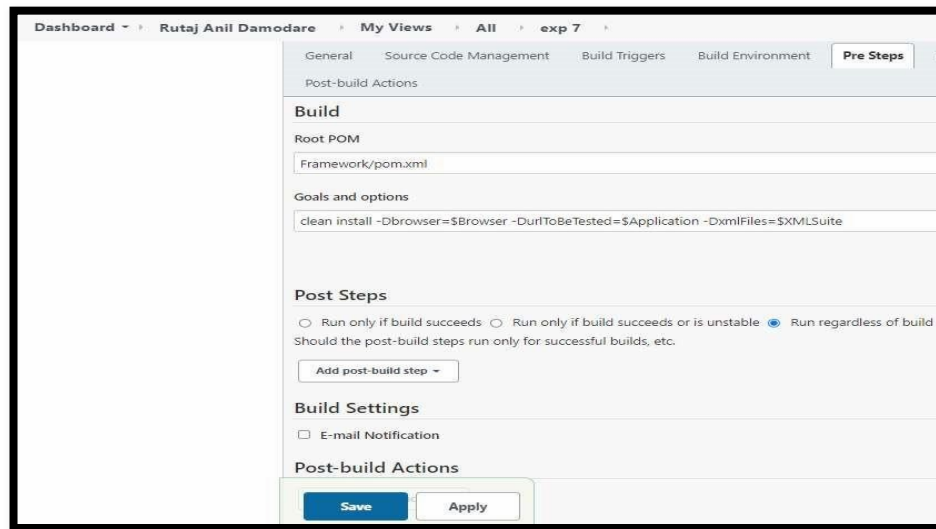 Dashboard Rutaj Anil Damodare My Views All exp 7
General Source Code Management Build Triggers Build Environment Pre Steps
Post-build Actions
Build
Root POM
Framework/pom.xml
Goals and options
clean install -Dbrowser=$Browser -DurlToBeTested=$Application -DxmlFiles=$XMLSuite
Post Steps
Run only if build succeeds Run only if build succeeds or is unstable Run regardless of build
Should the post-build steps run only for successful builds, etc.
Add post-build step
Build Settings
E-mail Notification
Post-build Actions
Save Apply